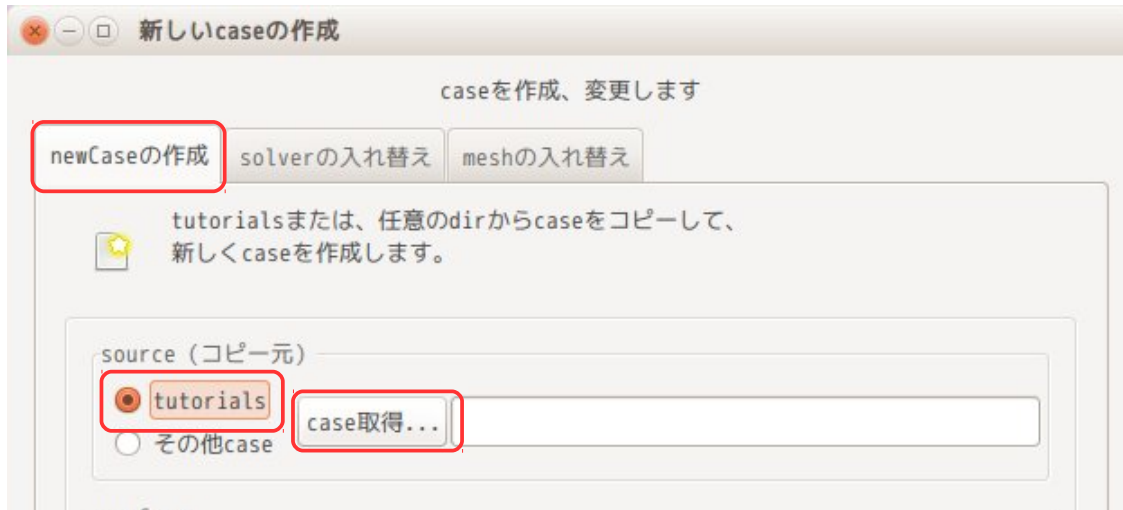 新しいcaseの作成
caseを作成、変更します
newCaseの作成 solverの入れ替え meshの入れ替え
tutorialsまたは、任意のdirからcaseをコピーして、
新しくcaseを作成します。
source (コピー元)
tutorials
case取得...
その他case